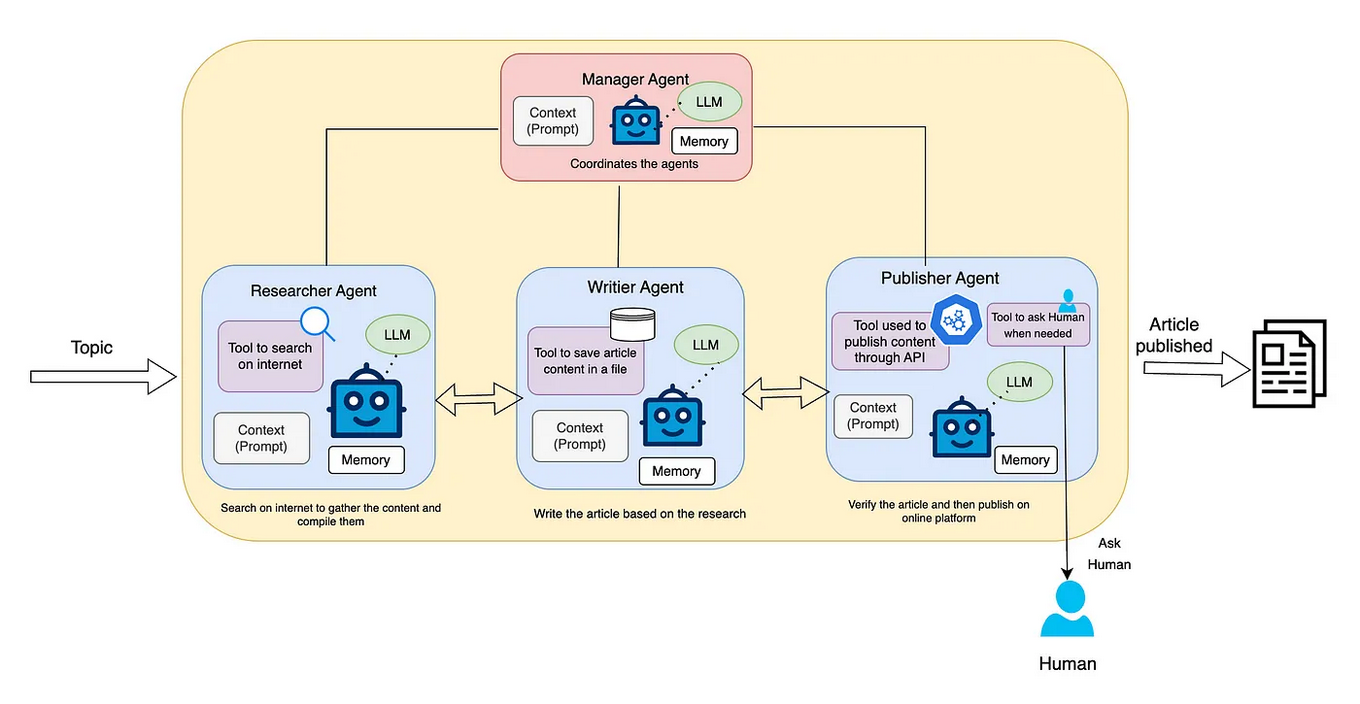 Manager Agent
Context
(Prompt)
LLM
Memory
Coordinates the agents
Topic
Researcher Agent
Tool to search
on internet
LLM
Context
(Prompt)
Memory
Search on internet to gather the content and
compile them
Writier Agent
Tool to save article
content in a file
LLM
Context
(Prompt)
Memory
Write the article based on the research
Publisher Agent
Tool used to
publish content
through API
Tool to ask Human
when needed
LLM
Context
(Prompt)
Memory
Verify the article and then publish on
online platform
Article
published
Ask
Human
Human